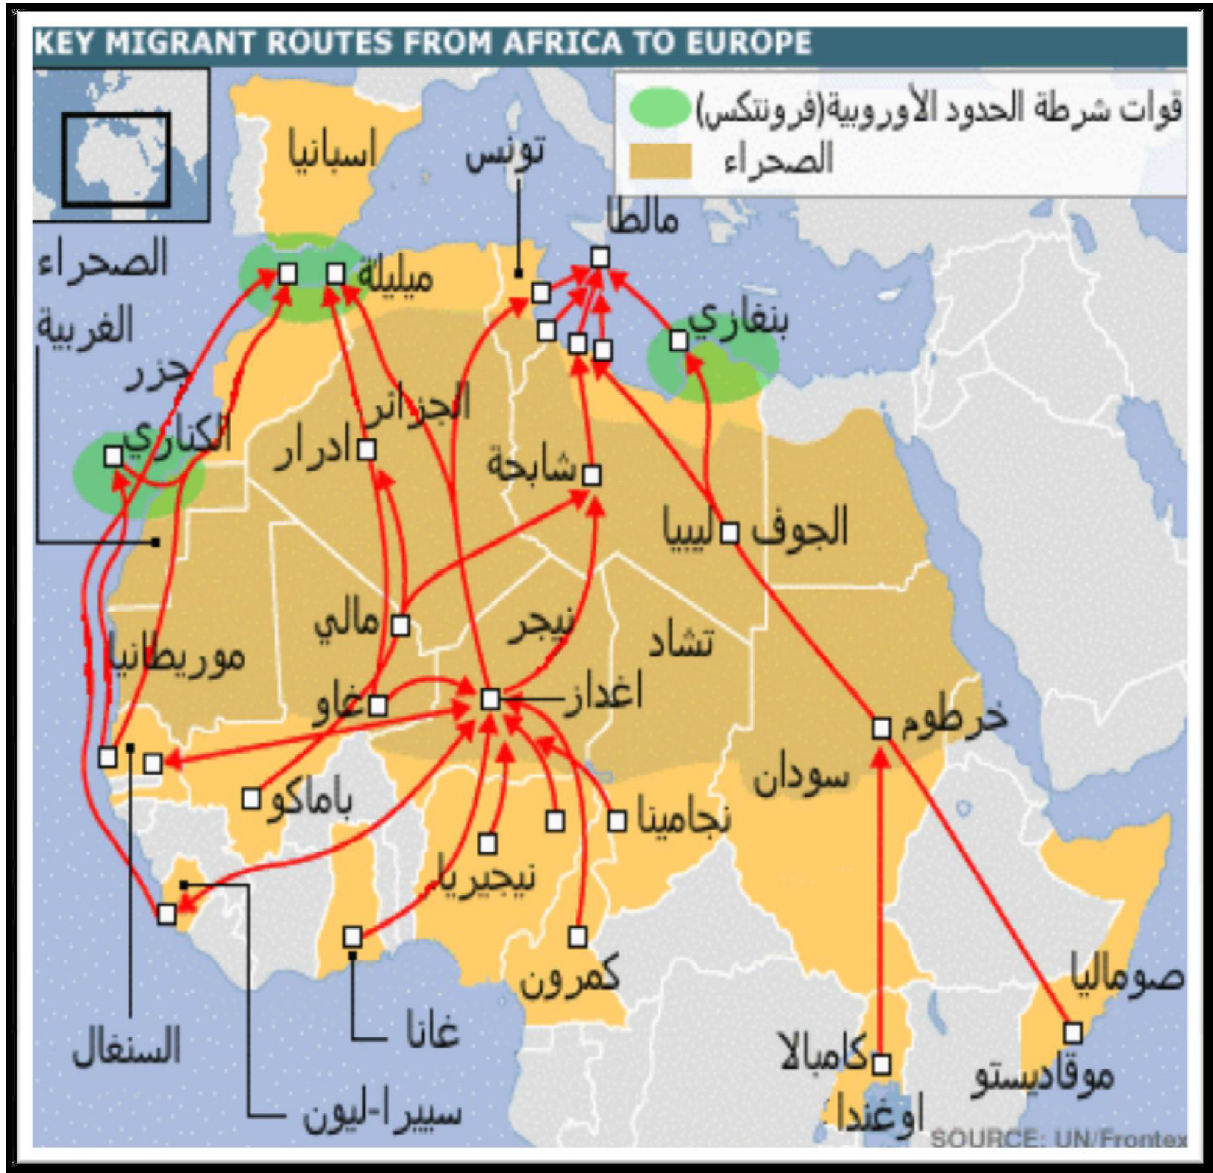 KEY MIGRANT ROUTES FROM AFRICA TO EUROPE
قوات شرطة الحدود الأوروبية(فرونتكس)
الصحراء
اسبانيا
تونس
مالطا
الصحراء
الغربية
ميليلة
بنغازي
جزر
الكناري
الجزائر
ادرار
شابحة
ليبيا
الجوف
مالي
نيجر
تشاد
موريطانيا
غاو
اغداز
خرطوم
سودان
باماكو
نجامينا
نيجيريا
كمرون
صوماليا
السنغال
غانا
كامبالا
موقاديستو
سييرا-ليون
اوغندا
SOURCE: UN/Frontex